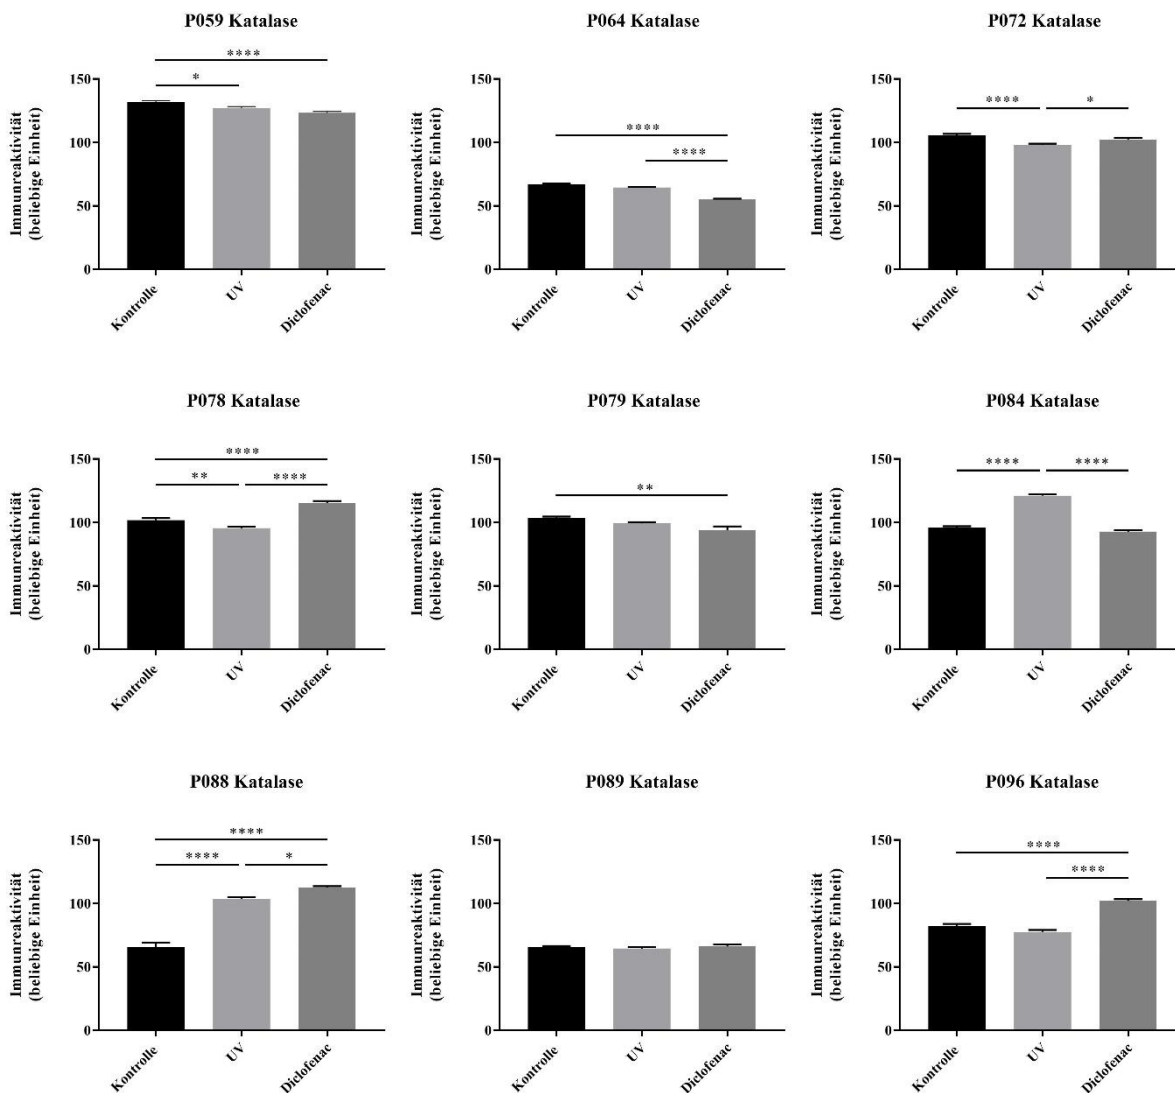 P059 Katalase
****
*
150
100
50
0
Immunreaktivität
(beliebige Einheit)
Kontrolle
UV
Diclofenac
P064 Katalase
****
****
150
100
50
0
Immunreaktivität
(beliebige Einheit)
Kontrolle
UV
Diclofenac
P072 Katalase
**** *
150
100
50
0
Immunreaktivität
(beliebige Einheit)
Kontrolle
UV
Diclofenac
P078 Katalase
****
** ****
150
100
50
0
Immunreaktivität
(beliebige Einheit)
Kontrolle
UV
Diclofenac
P079 Katalase
**
150
100
50
0
Immunreaktivität
(beliebige Einheit)
Kontrolle
UV
Diclofenac
P084 Katalase
**** ****
150
100
50
0
Immunreaktivität
(beliebige Einheit)
Kontrolle
UV
Diclofenac
P088 Katalase
****
**** *
150
100
50
0
Immunreaktivität
(beliebige Einheit)
Kontrolle
UV
Diclofenac
P089 Katalase
150
100
50
0
Immunreaktivität
(beliebige Einheit)
Kontrolle
UV
Diclofenac
P096 Katalase
****
****
150
100
50
0
Immunreaktivität
(beliebige Einheit)
Kontrolle
UV
Diclofenac